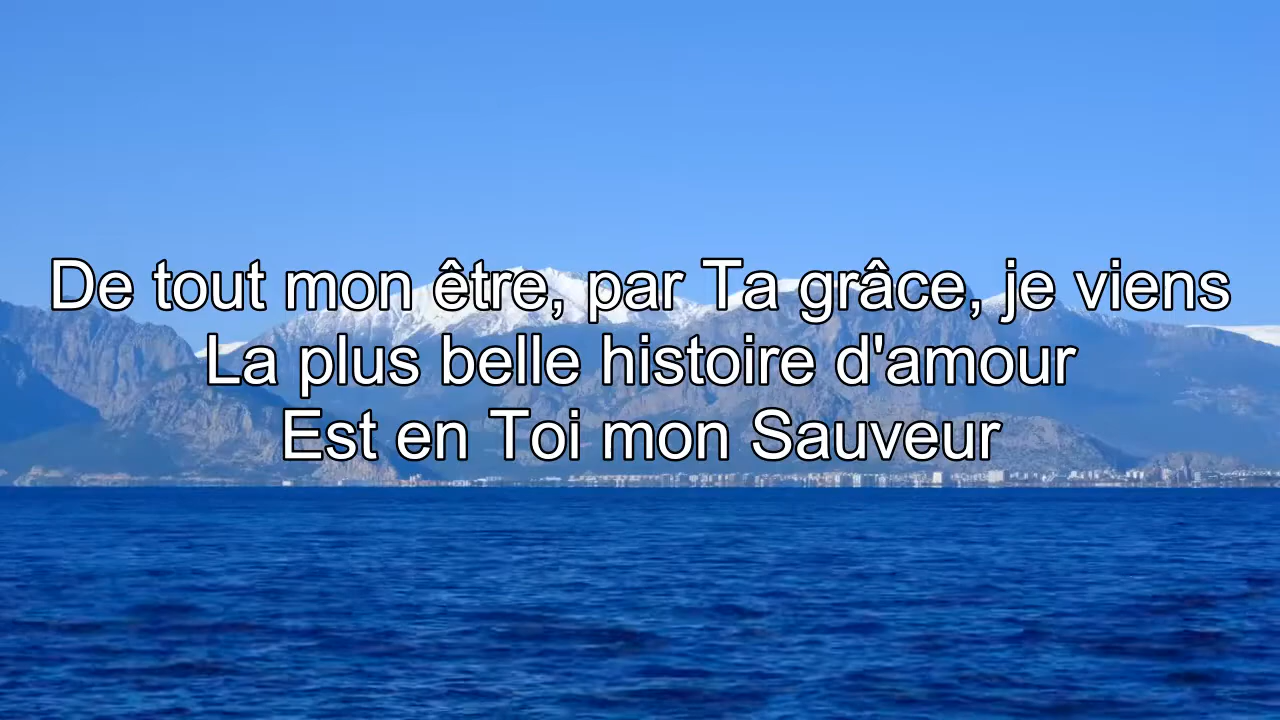 De tout mon être, par Ta grâce, je viens
La plus belle histoire d'amour
Est en Toi mon Sauveur